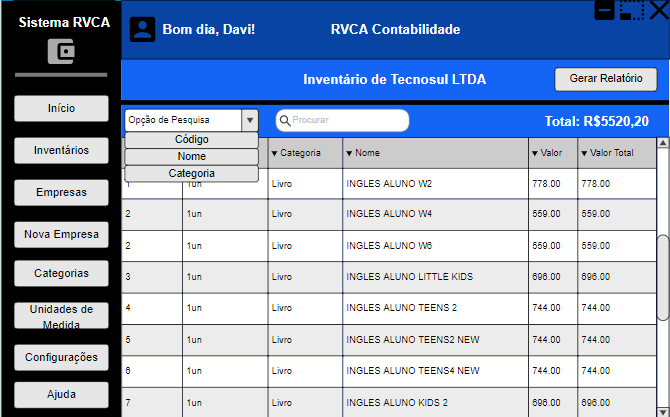 Sistema RVCA
Bom dia, Davi!
RVCA Contabilidade
Inventário de Tecnosul LTDA
Gerar Relatório
Início
Inventários
Empresas
Nova Empresa
Categorias
Unidades de
Medida
Configurações
Ajuda
Opção de Pesquisa
Procurar
Total: R$5520,20
Código
Nome
Categoria
▾ Categoria ▾ Nome ▾ Valor ▾ Valor Total
1 1un Livro INGLES ALUNO W2 778.00 778.00
2 1un Livro INGLES ALUNO W4 559.00 559.00
2 1un Livro INGLES ALUNO W6 559.00 559.00
3 1un Livro INGLES ALUNO LITTLE KIDS 696.00 696.00
4 1un Livro INGLES ALUNO TEENS 2 744.00 744.00
5 1un Livro INGLES ALUNO TEENS2 NEW 744.00 744.00
6 1un Livro INGLES ALUNO TEENS4 NEW 744.00 744.00
7 1un Livro INGLES ALUNO KIDS 2 696.00 696.00